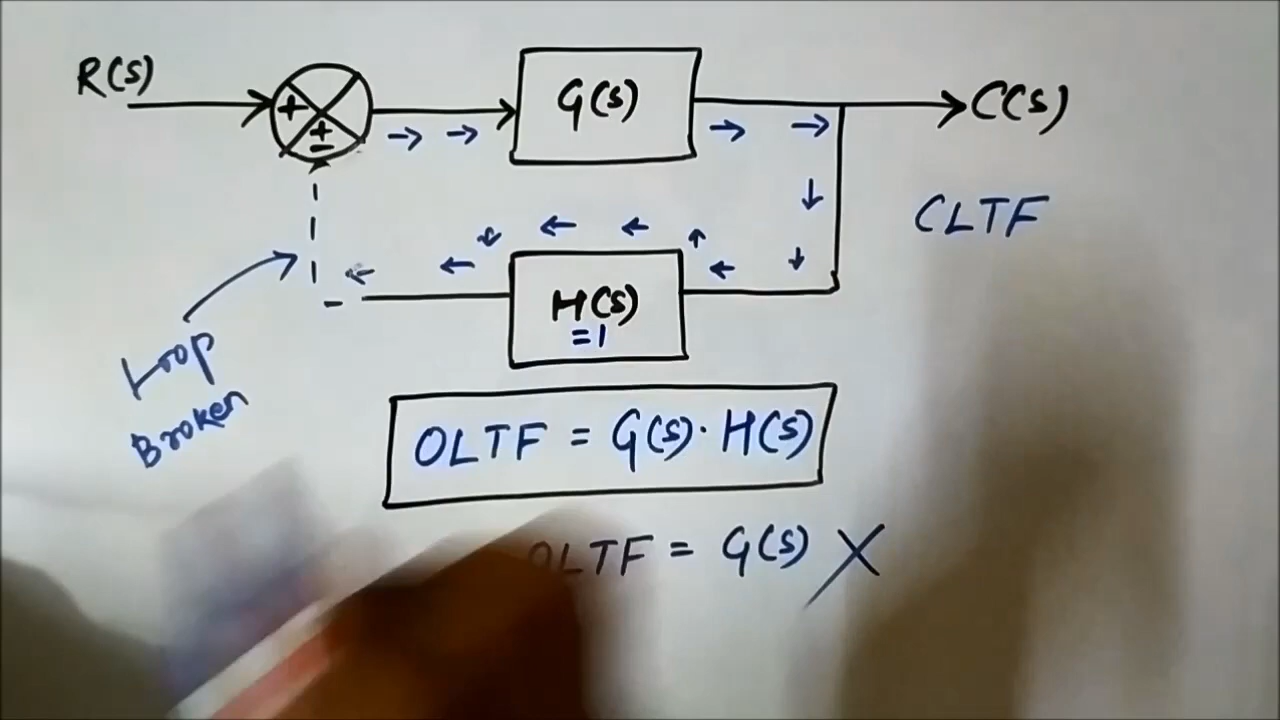 R(s)
+
±
G(s)
C(s)
CLTF
H(s)
=1
Loop
Broken
OLTF = G(s)·H(s)
OLTF = G(s) X